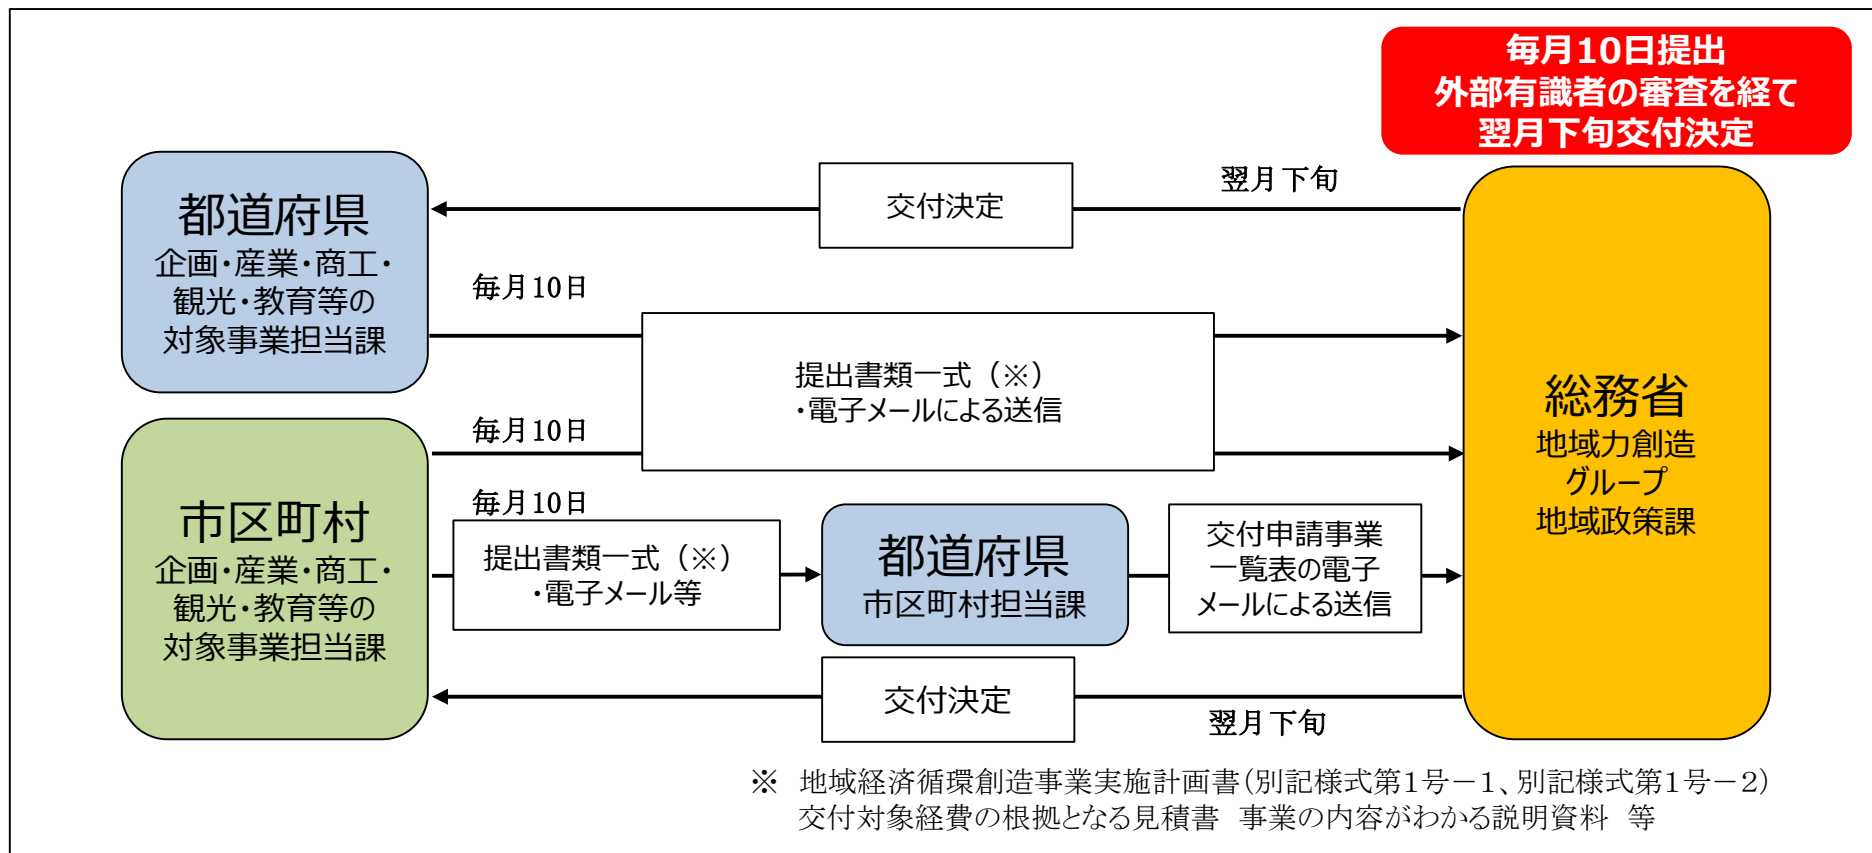 毎月10日提出
外部有識者の審査を経て
翌月下旬交付決定
都道府県
企画・産業・商工・
観光・教育等の
対象事業担当課
交付決定
翌月下旬
毎月10日
提出書類一式（※）
・電子メールによる送信
毎月10日
総務省
地域力創造
グループ
地域政策課
市区町村
企画・産業・商工・
観光・教育等の
対象事業担当課
毎月10日
提出書類一式（※）
・電子メール等
都道府県
市区町村担当課
交付申請事業
一覧表の電子
メールによる送信
交付決定
翌月下旬
※　地域経済循環創造事業実施計画書(別記様式第1号－1、別記様式第1号－2)
交付対象経費の根拠となる見積書　事業の内容がわかる説明資料　等